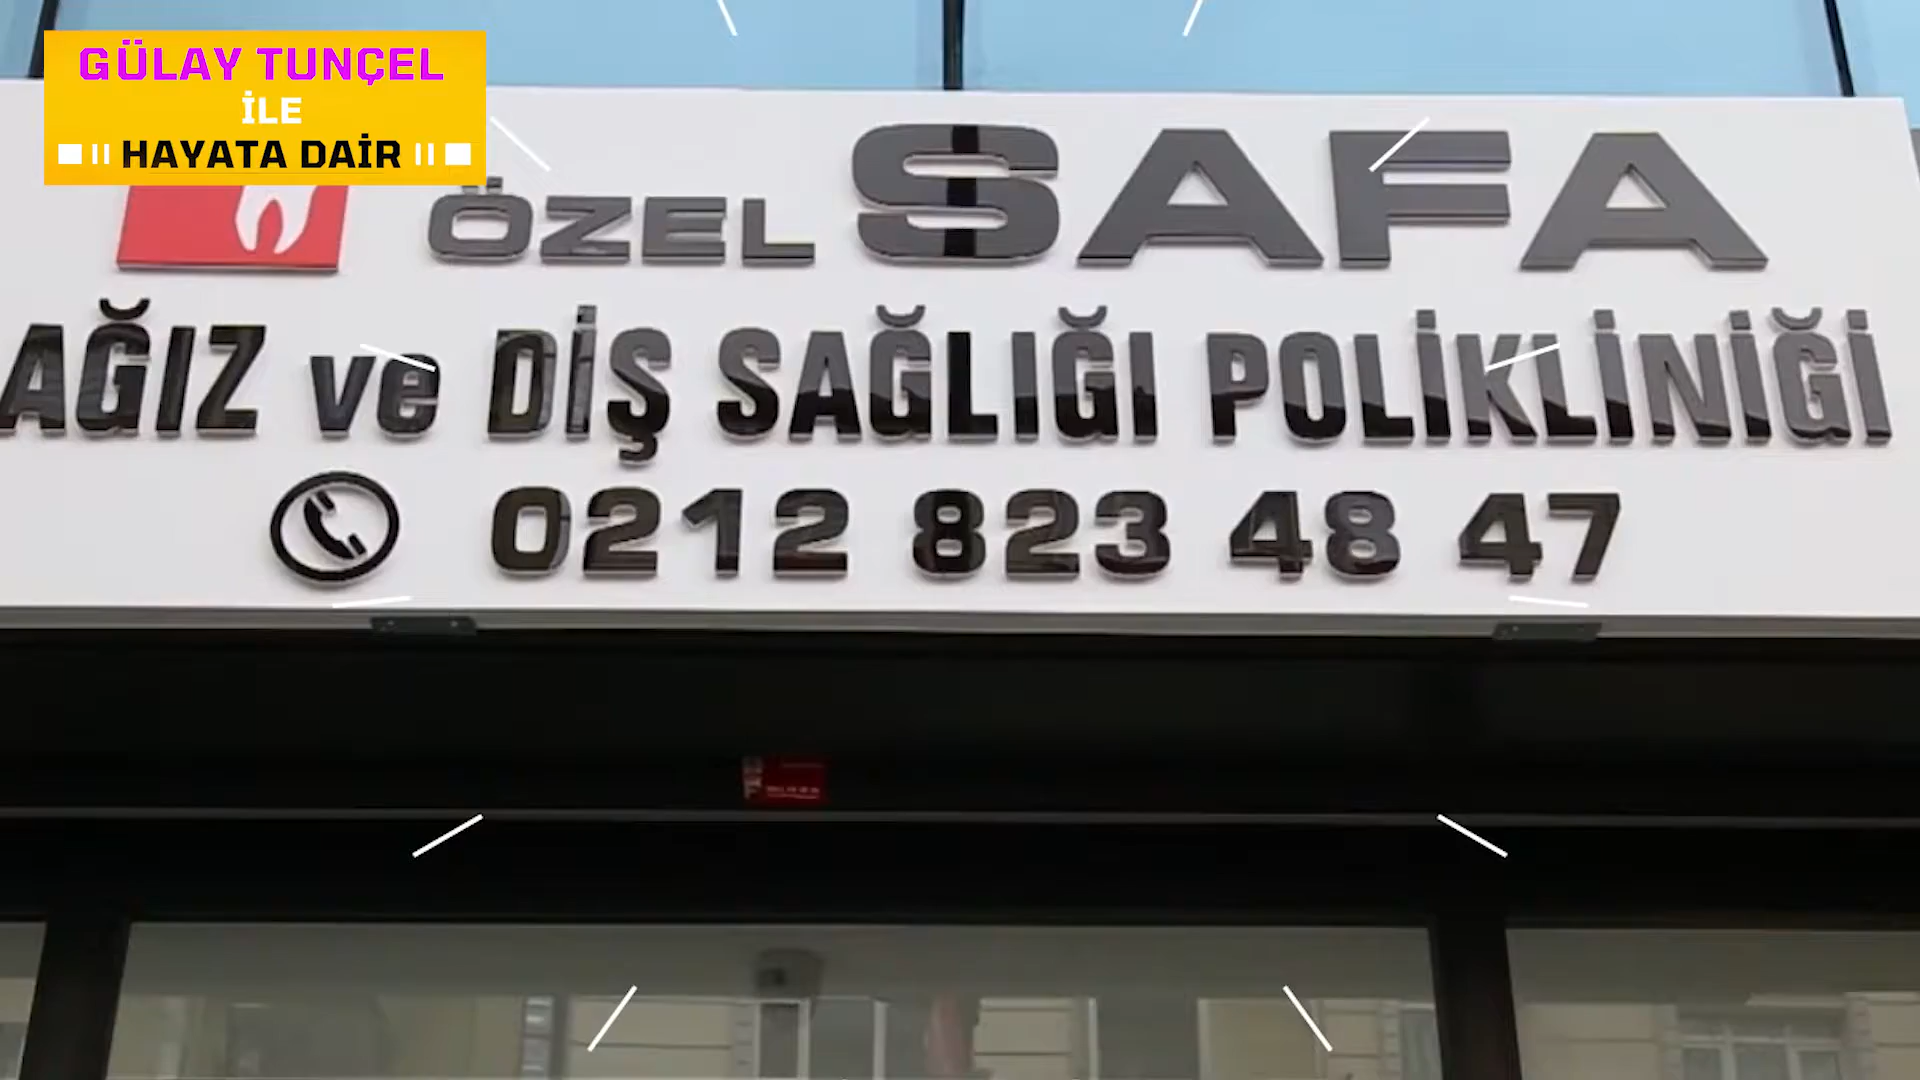 GÜLAY TUNÇEL
İLE
HAYATA DAİR
ÖZEL SAFA
AĞIZ ve DİŞ SAĞLIĞI POLİKLİNİĞİ
0212 823 48 47